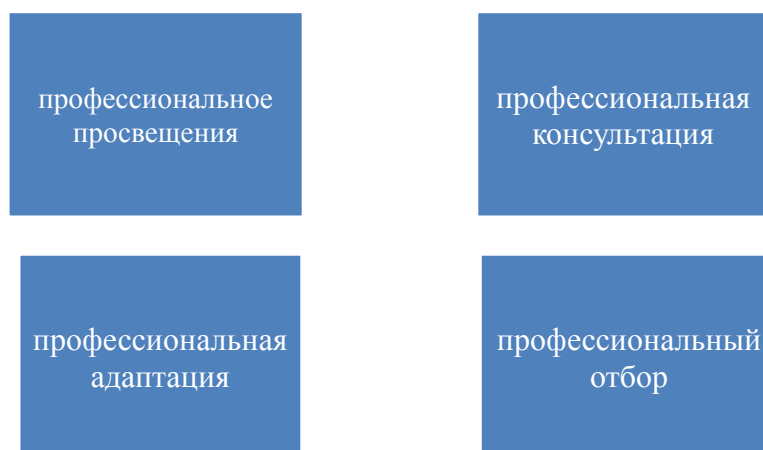 профессиональное
просвещения
профессиональная
консультация
профессиональная
адаптация
профессиональный
отбор